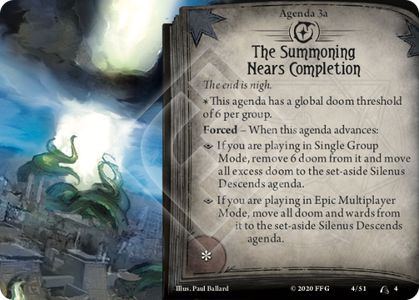 Agenda 3a
The Summoning
Nears Completion
The end is nigh.
*This agenda has a global doom threshold
of 6 per group.
Forced – When this agenda advances:
If you are playing in Single Group
Mode, remove 6 doom from it and move
all excess doom to the set-aside Silenus
Descends agenda.
If you are playing in Epic Multiplayer
Mode, move all doom and wards from
it to the set-aside Silenus Descends
agenda.
*
Illus. Paul Ballard
© 2020 FFG
4/51
4